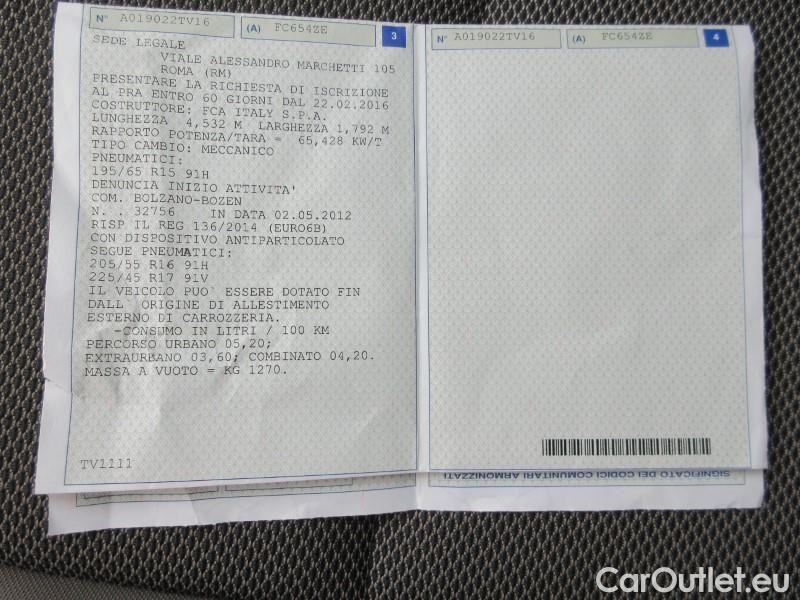 N° A019022TV16 (A) FC654ZE 3
SEDE LEGALE
VIALE ALESSANDRO MARCHETTI 105
ROMA (RM)
PRESENTARE LA RICHIESTA DI ISCRIZIONE
AL PRA ENTRO 60 GIORNI DAL 22.02.2016
COSTRUTTORE: FCA ITALY S.P.A.
LUNGHEZZA 4,532 M LARGHEZZA 1,792 M
RAPPORTO POTENZA/TARA = 65,428 KW/T
TIPO CAMBIO: MECCANICO
PNEUMATICI:
195/65 R15 91H
DENUNCIA INIZIO ATTIVITA'
COM. BOLZANO-BOZEN
N. . 32756 IN DATA 02.05.2012
RISP IL REG 136/2014 (EURO6B)
CON DISPOSITIVO ANTIPARTICOLATO
SEGUE PNEUMATICI:
205/55 R16 91H
225/45 R17 91V
IL VEICOLO PUO` ESSERE DOTATO FIN
DALL` ORIGINE DI ALLESTIMENTO
ESTERNO DI CARROZZERIA.
-CONSUMO IN LITRI / 100 KM
PERCORSO URBANO 05,20;
EXTRAURBANO 03,60; COMBINATO 04,20.
MASSA A VUOTO = KG 1270.
TV1111
N° A019022TV16 (A) FC654ZE 4
SIGNIFICATO DEI CODICI COMUNITARI ARMONIZZATI
CarOutlet.eu